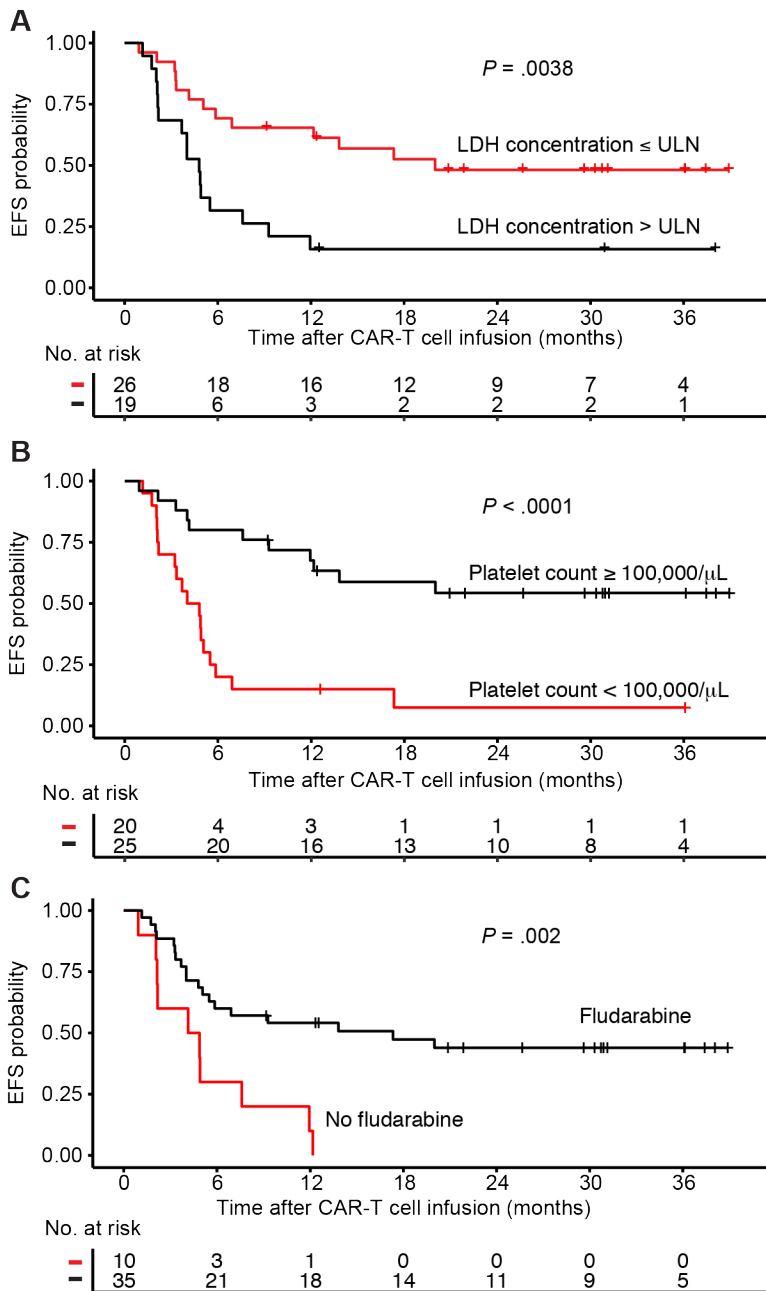 A
1.00
P = .0038
0.75
LDH concentration ≤ ULN
0.50
EFS probability
0.25
LDH concentration > ULN
0.00
0 6 12 18 24 30 36
Time after CAR-T cell infusion (months)
No. at risk
26 18 16 12 9 7 4
19 6 3 2 2 2 1
B
1.00
P < .0001
0.75
Platelet count ≥ 100,000/µL
0.50
EFS probability
0.25
Platelet count < 100,000/µL
0.00
0 6 12 18 24 30 36
Time after CAR-T cell infusion (months)
No. at risk
20 4 3 1 1 1 1
25 20 16 13 10 8 4
C
1.00
P = .002
0.75
Fludarabine
0.50
EFS probability
0.25
No fludarabine
0.00
0 6 12 18 24 30 36
Time after CAR-T cell infusion (months)
No. at risk
10 3 1 0 0 0 0
35 21 18 14 11 9 5